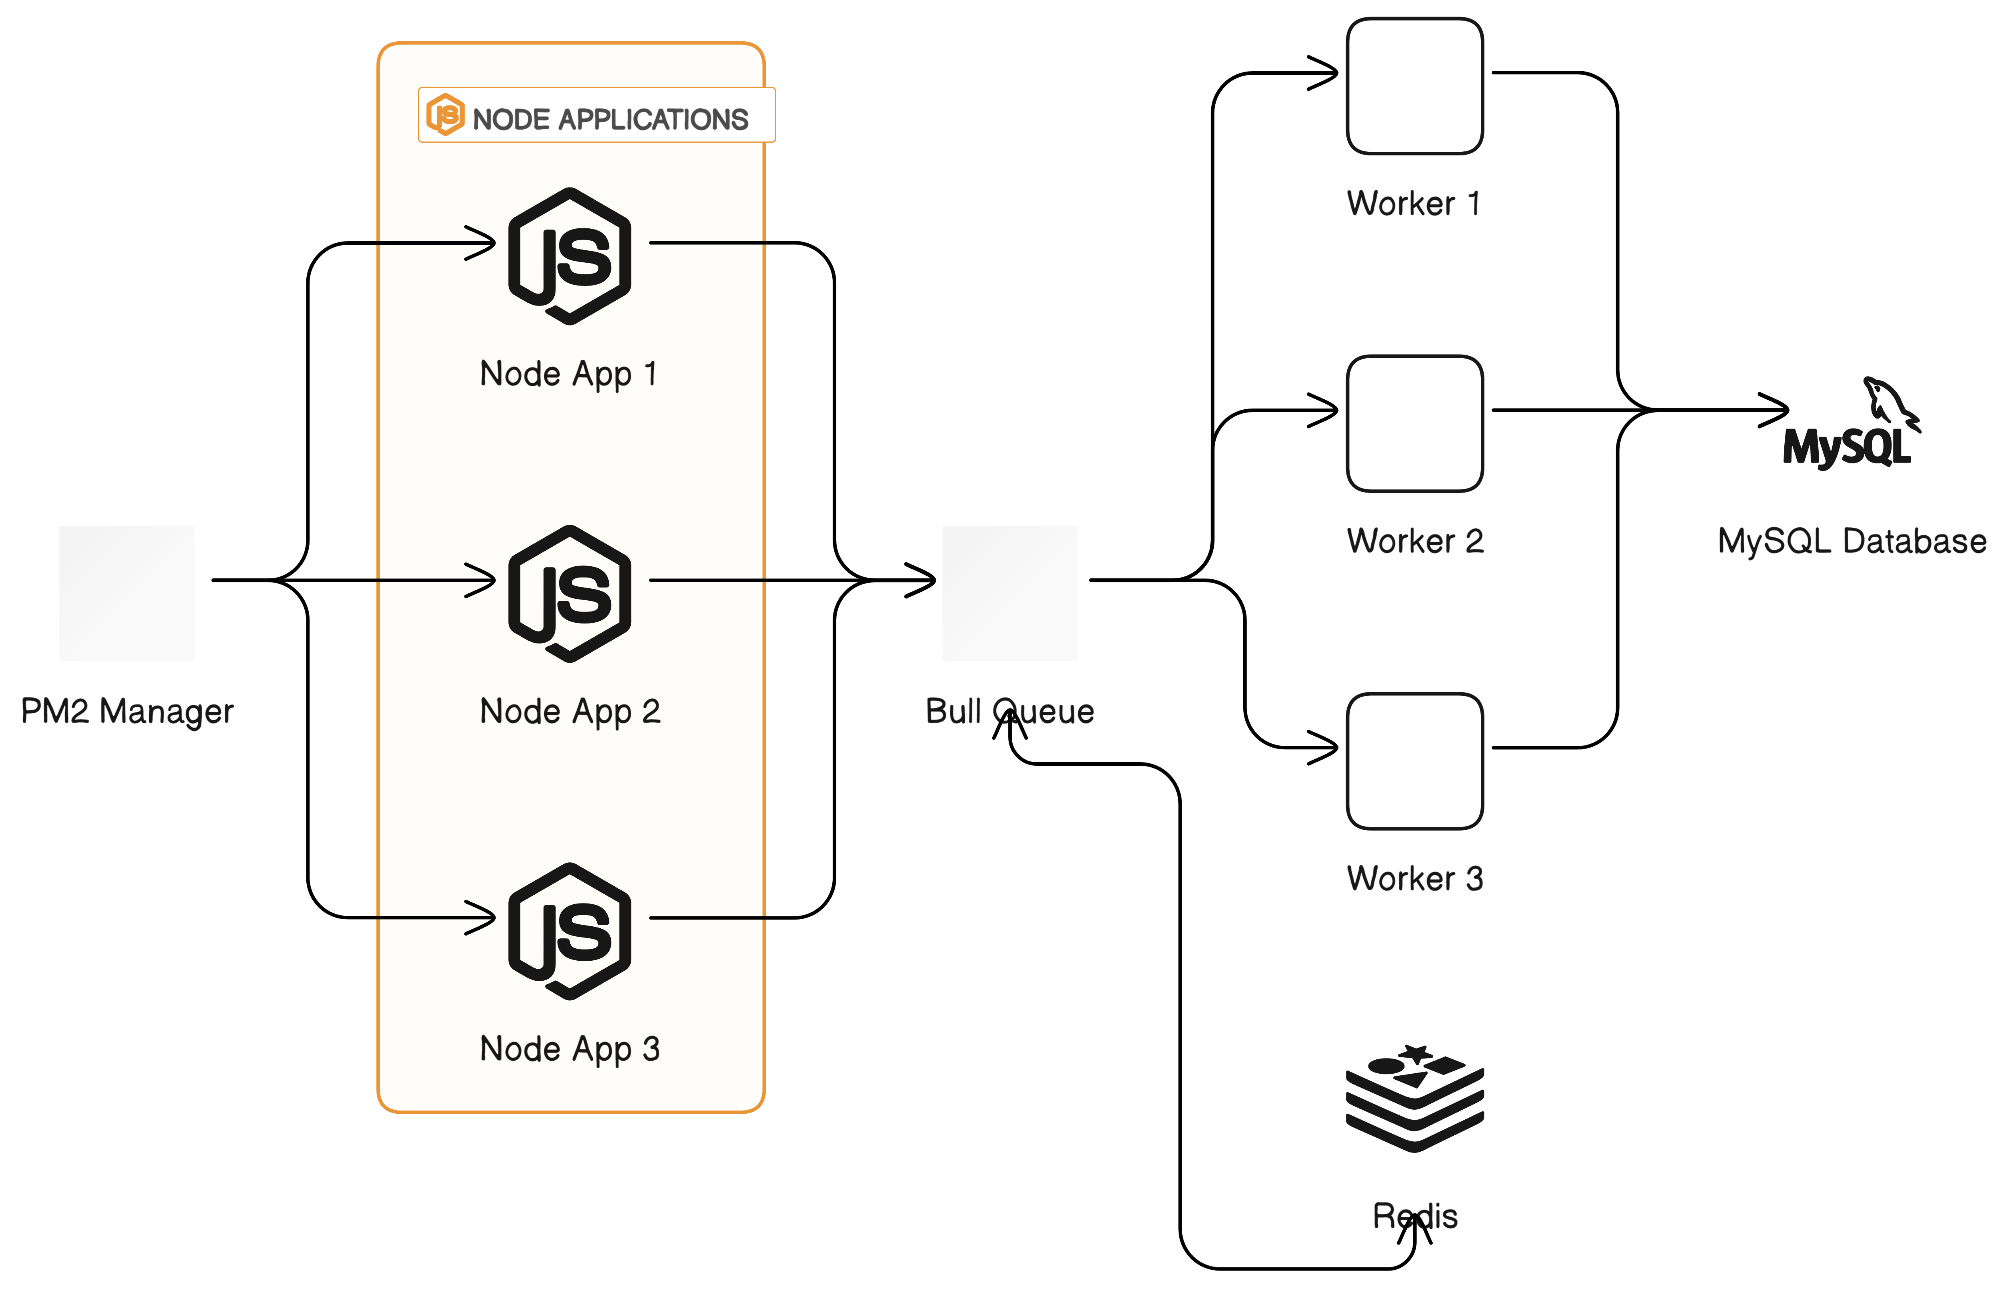 JS NODE APPLICATIONS
JS
Node App 1
JS
Node App 2
JS
Node App 3
PM2 Manager
Bull Queue
Worker 1
Worker 2
Worker 3
MySQL
MySQL Database
Redis